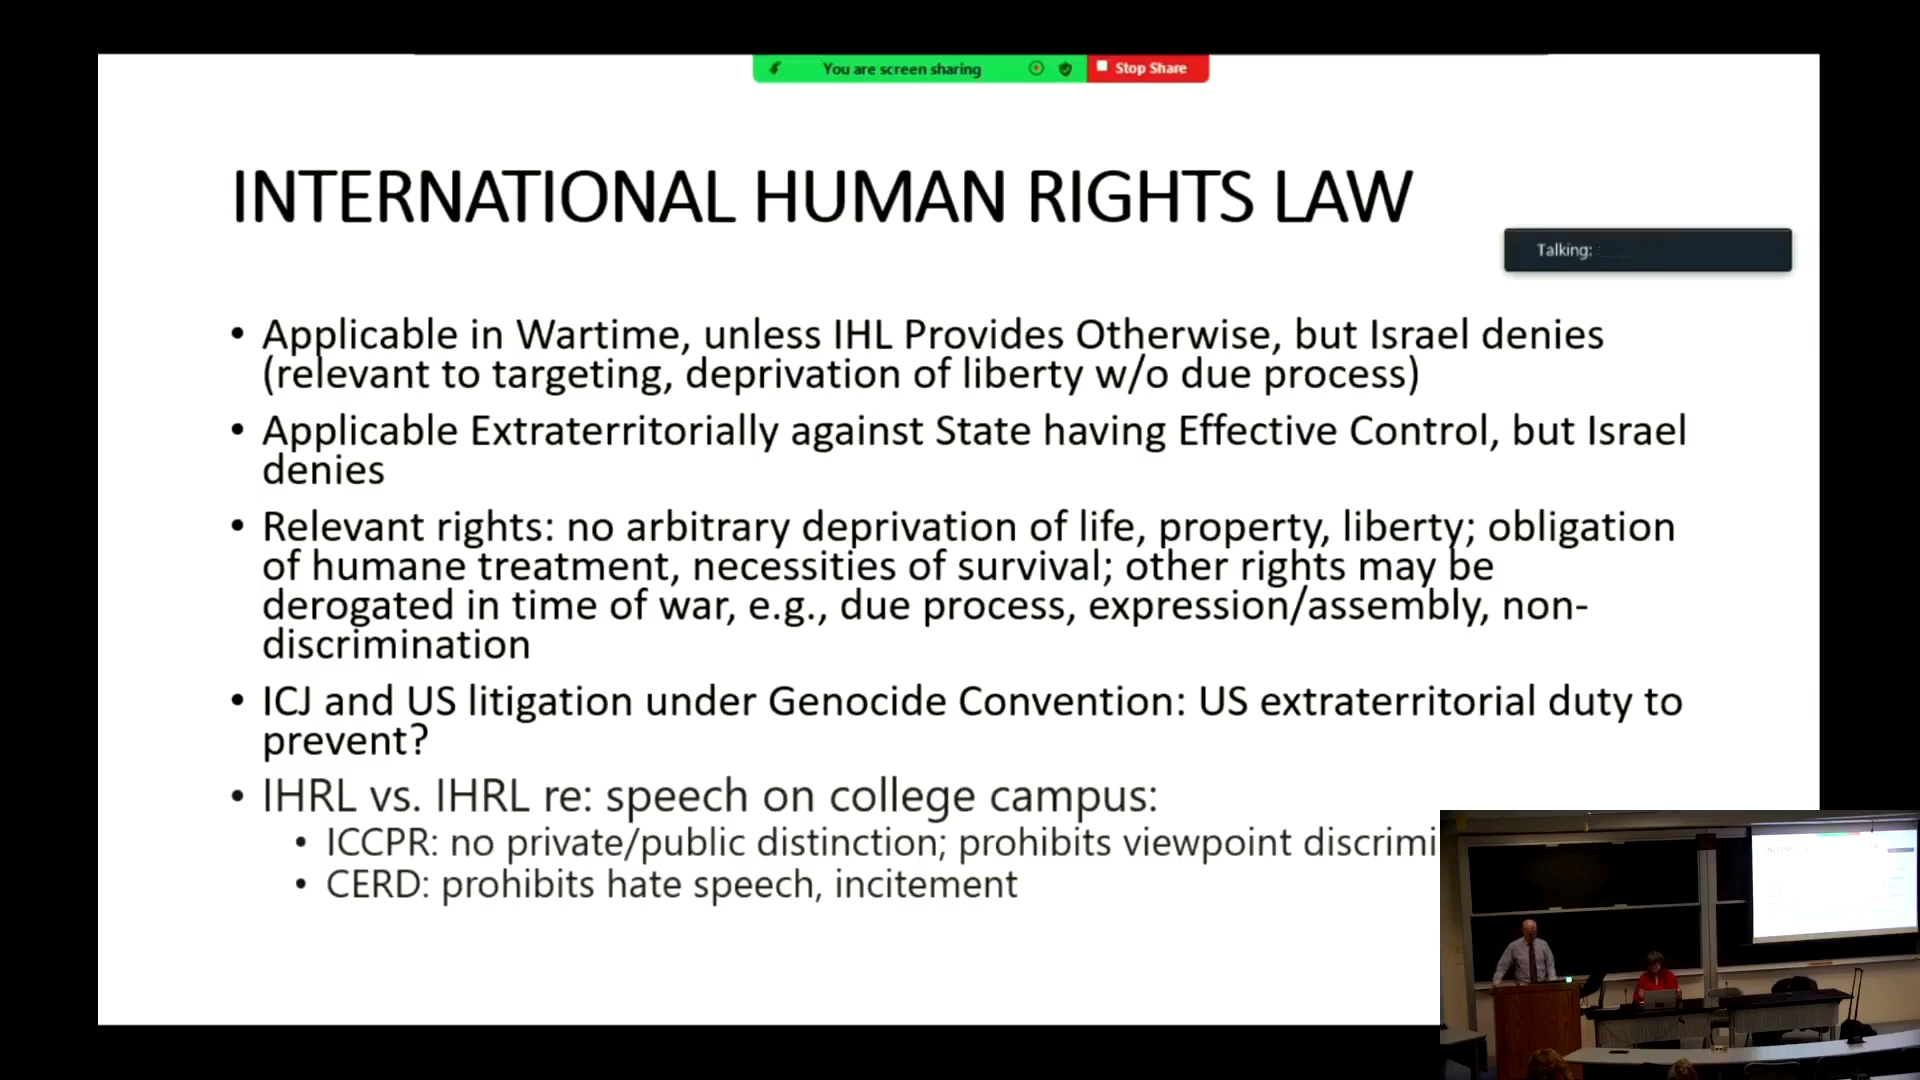 You are screen sharing
Stop Share
INTERNATIONAL HUMAN RIGHTS LAW
Talking:
• Applicable in Wartime, unless IHL Provides Otherwise, but Israel denies
(relevant to targeting, deprivation of liberty w/o due process)
• Applicable Extraterritorially against State having Effective Control, but Israel
denies
• Relevant rights: no arbitrary deprivation of life, property, liberty; obligation
of humane treatment, necessities of survival; other rights may be
derogated in time of war, e.g., due process, expression/assembly, non-
discrimination
• ICJ and US litigation under Genocide Convention: US extraterritorial duty to
prevent?
• IHRL vs. IHRL re: speech on college campus:
• ICCPR: no private/public distinction; prohibits viewpoint discrimi
• CERD: prohibits hate speech, incitement